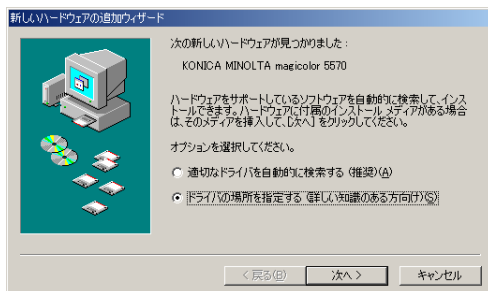 新しいハードウェアの追加ウィザード
次の新しいハードウェアが見つかりました：
KONICA MINOLTA magicolor 5570
ハードウェアをサポートしているソフトウェアを自動的に検索して、インス
トールできます。ハードウェアに付属のインストール メディアがある場合
は、そのメディアを挿入して、[次へ] をクリックしてください。
オプションを選択してください。
適切なドライバを自動的に検索する (推奨)(A)
ドライバの場所を指定する (詳しい知識のある方向け)(S)
< 戻る(B)
次へ >
キャンセル